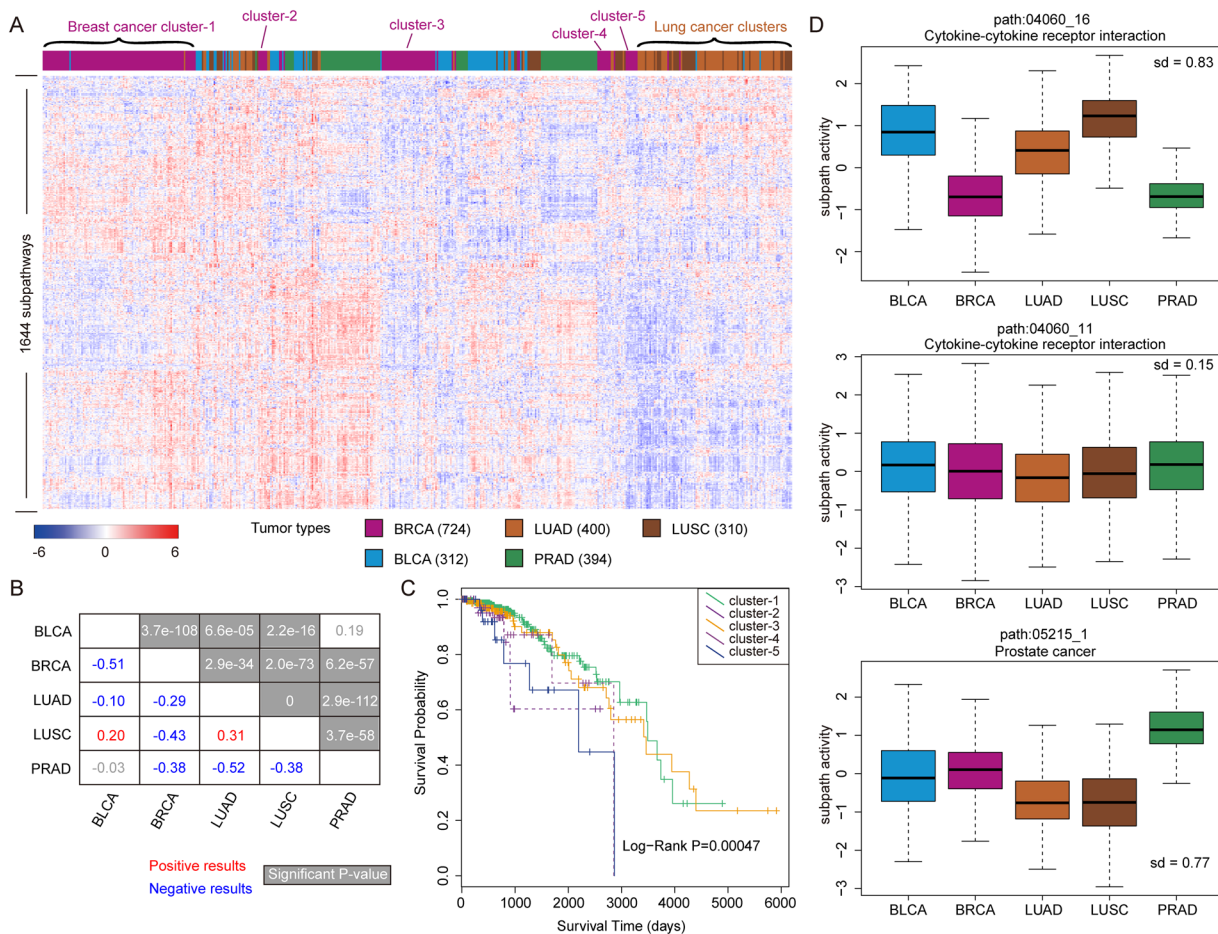 A
Breast cancer cluster-1
cluster-2
cluster-3
cluster-4
cluster-5
Lung cancer clusters
1644 subpathways
-6 0 6
Tumor types
BRCA (724)
LUAD (400)
LUSC (310)
BLCA (312)
PRAD (394)
B
BLCA 3.7e-108 6.6e-05 2.2e-16 0.19
BRCA -0.51 2.9e-34 2.0e-73 6.2e-57
LUAD -0.10 -0.29 0 2.9e-112
LUSC 0.20 -0.43 0.31 3.7e-58
PRAD -0.03 -0.38 -0.52 -0.38
BLCA BRCA LUAD LUSC PRAD
Positive results
Negative results
Significant P-value
C
Survival Probability
1.0
0.8
0.6
0.4
0.2
0.0
cluster-1
cluster-2
cluster-3
cluster-4
cluster-5
Log-Rank P=0.00047
0 1000 2000 3000 4000 5000 6000
Survival Time (days)
D
path:04060_16
Cytokine-cytokine receptor interaction
sd = 0.83
subpath activity
2
1
0
-1
-2
BLCA BRCA LUAD LUSC PRAD
path:04060_11
Cytokine-cytokine receptor interaction
sd = 0.15
subpath activity
3
2
1
0
-1
-2
-3
BLCA BRCA LUAD LUSC PRAD
path:05215_1
Prostate cancer
subpath activity
2
1
0
-1
-2
-3
sd = 0.77
BLCA BRCA LUAD LUSC PRAD